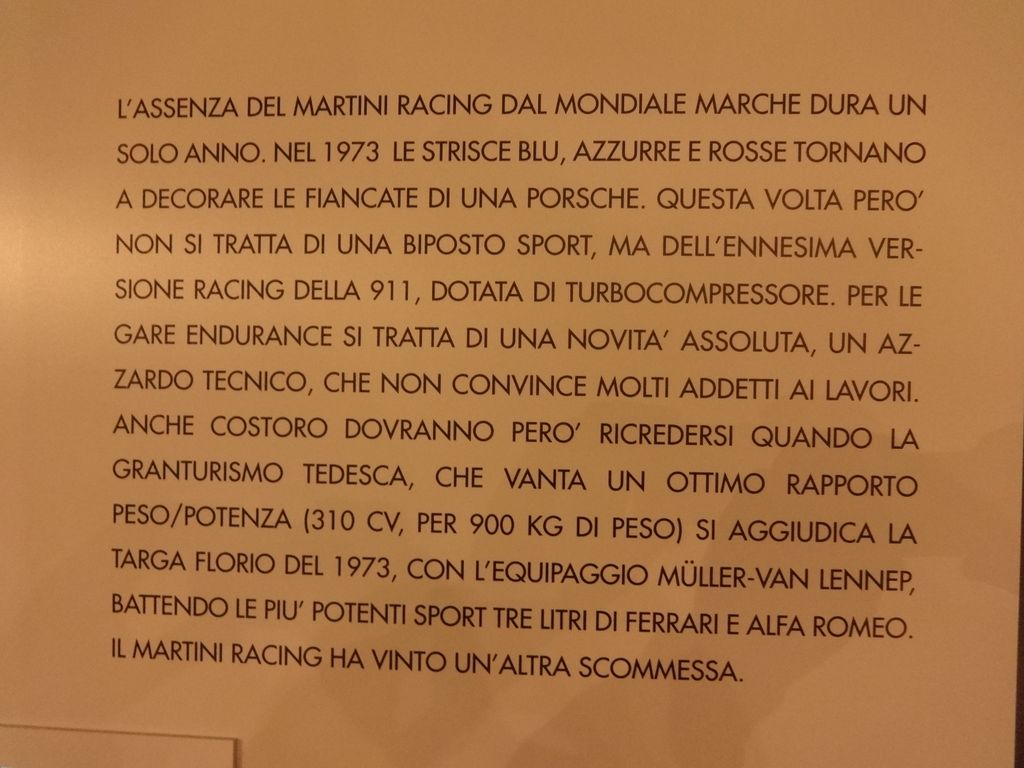 L'ASSENZA DEL MARTINI RACING DAL MONDIALE MARCHE DURA UN
SOLO ANNO. NEL 1973 LE STRISCE BLU, AZZURRE E ROSSE TORNANO
A DECORARE LE FIANCATE DI UNA PORSCHE. QUESTA VOLTA PERO'
NON SI TRATTA DI UNA BIPOSTO SPORT, MA DELL'ENNESIMA VER-
SIONE RACING DELLA 911, DOTATA DI TURBOCOMPRESSORE. PER LE
GARE ENDURANCE SI TRATTA DI UNA NOVITA' ASSOLUTA, UN AZ-
ZARDO TECNICO, CHE NON CONVINCE MOLTI ADDETTI AI LAVORI.
ANCHE COSTORO DOVRANNO PERO' RICREDERSI QUANDO LA
GRANTURISMO TEDESCA, CHE VANTA UN OTTIMO RAPPORTO
PESO/POTENZA (310 CV, PER 900 KG DI PESO) SI AGGIUDICA LA
TARGA FLORIO DEL 1973, CON L'EQUIPAGGIO MÜLLER-VAN LENNEP,
BATTENDO LE PIU' POTENTI SPORT TRE LITRI DI FERRARI E ALFA ROMEO.
IL MARTINI RACING HA VINTO UN'ALTRA SCOMMESSA.